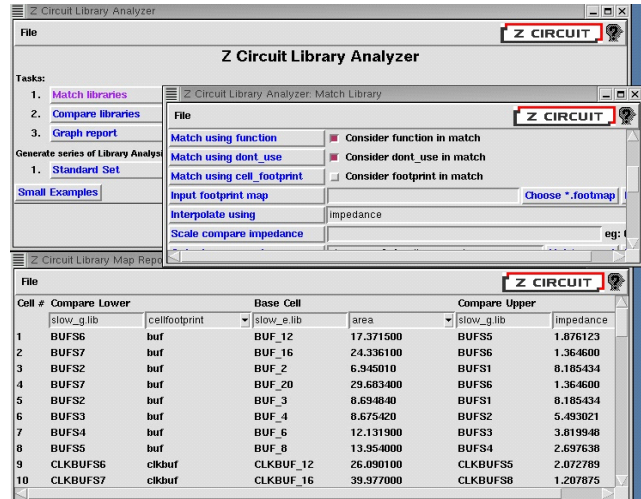 Z Circuit Library Analyzer
File
Z CIRCUIT
Z Circuit Library Analyzer
Tasks:
1. Match libraries
2. Compare libraries
3. Graph report
Generate series of Library Analysi
1. Standard Set
Small Examples
Z Circuit Library Analyzer: Match Library
File
Z CIRCUIT
Match using function Consider function in match
Match using dont_use Consider dont_use in match
Match using cell_footprint Consider footprint in match
Input footprint map Choose *.footmap
Interpolate using impedance
Scale compare impedance eg:
Z Circuit Library Map Repo
File
Z CIRCUIT
Cell # Compare Lower Base Cell Compare Upper
slow_g.lib cellfootprint slow_e.lib area slow_g.lib impedance
1 BUFS6 buf BUF_12 17.371500 BUFS5 1.876123
2 BUFS7 buf BUF_16 24.336100 BUFS6 1.364600
3 BUFS2 buf BUF_2 6.945010 BUFS1 8.185434
4 BUFS7 buf BUF_20 29.683400 BUFS6 1.364600
5 BUFS2 buf BUF_3 8.694840 BUFS1 8.185434
6 BUFS3 buf BUF_4 8.675420 BUFS2 5.493021
7 BUFS4 buf BUF_6 12.131900 BUFS3 3.819948
8 BUFS5 buf BUF_8 13.954000 BUFS4 2.697638
9 CLKBUFS6 clkbuf CLKBUF_12 26.090100 CLKBUFS5 2.072789
10 CLKBUFS7 clkbuf CLKBUF_16 39.977000 CLKBUFS8 1.207875